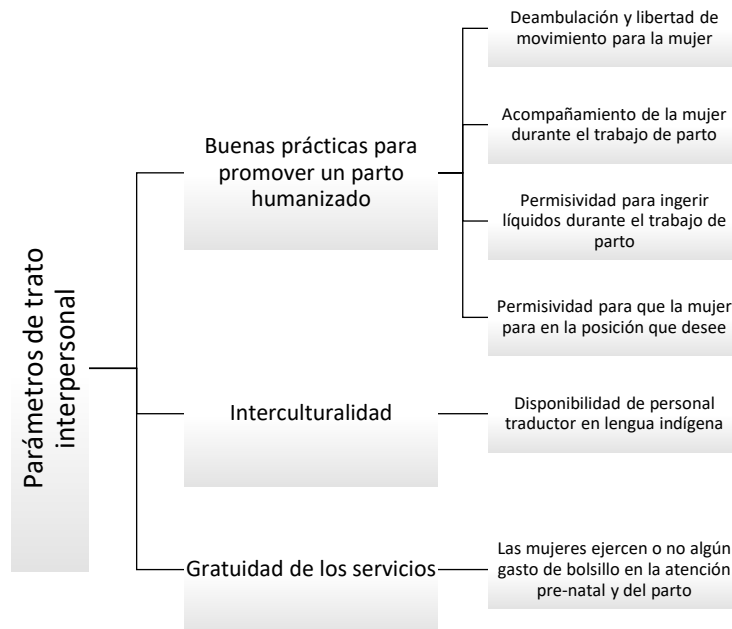 Parámetros de trato
interpersonal
Buenas prácticas para
promover un parto
humanizado
Deambulación y libertad de
movimiento para la mujer
Acompañamiento de la mujer
durante el trabajo de parto
Permisividad para ingerir
líquidos durante el trabajo de
parto
Permisividad para que la mujer
para en la posición que desee
Interculturalidad
Disponibilidad de personal
traductor en lengua indígena
Gratuidad de los servicios
Las mujeres ejercen o no algún
gasto de bolsillo en la atención
pre-natal y del parto